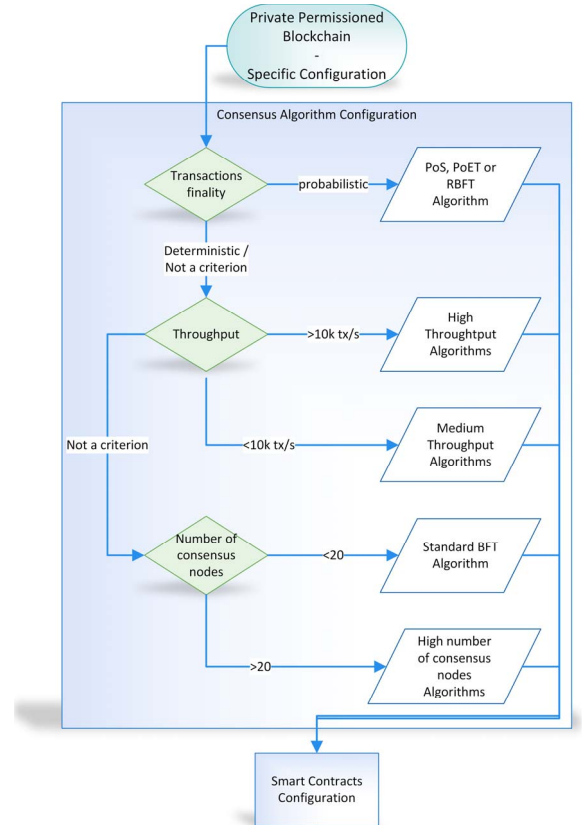 Private Permissioned
Blockchain
-
Specific Configuration
Consensus Algorithm Configuration
Transactions
finality
probabilistic
PoS, PoET or
RBFT
Algorithm
Deterministic /
Not a criterion
Throughput
>10k tx/s
High
Throughtput
Algorithms
Not a criterion
<10k tx/s
Medium
Throughput
Algorithms
Number of
consensus
nodes
<20
Standard BFT
Algorithm
>20
High number
of consensus
nodes
Algorithms
Smart Contracts
Configuration